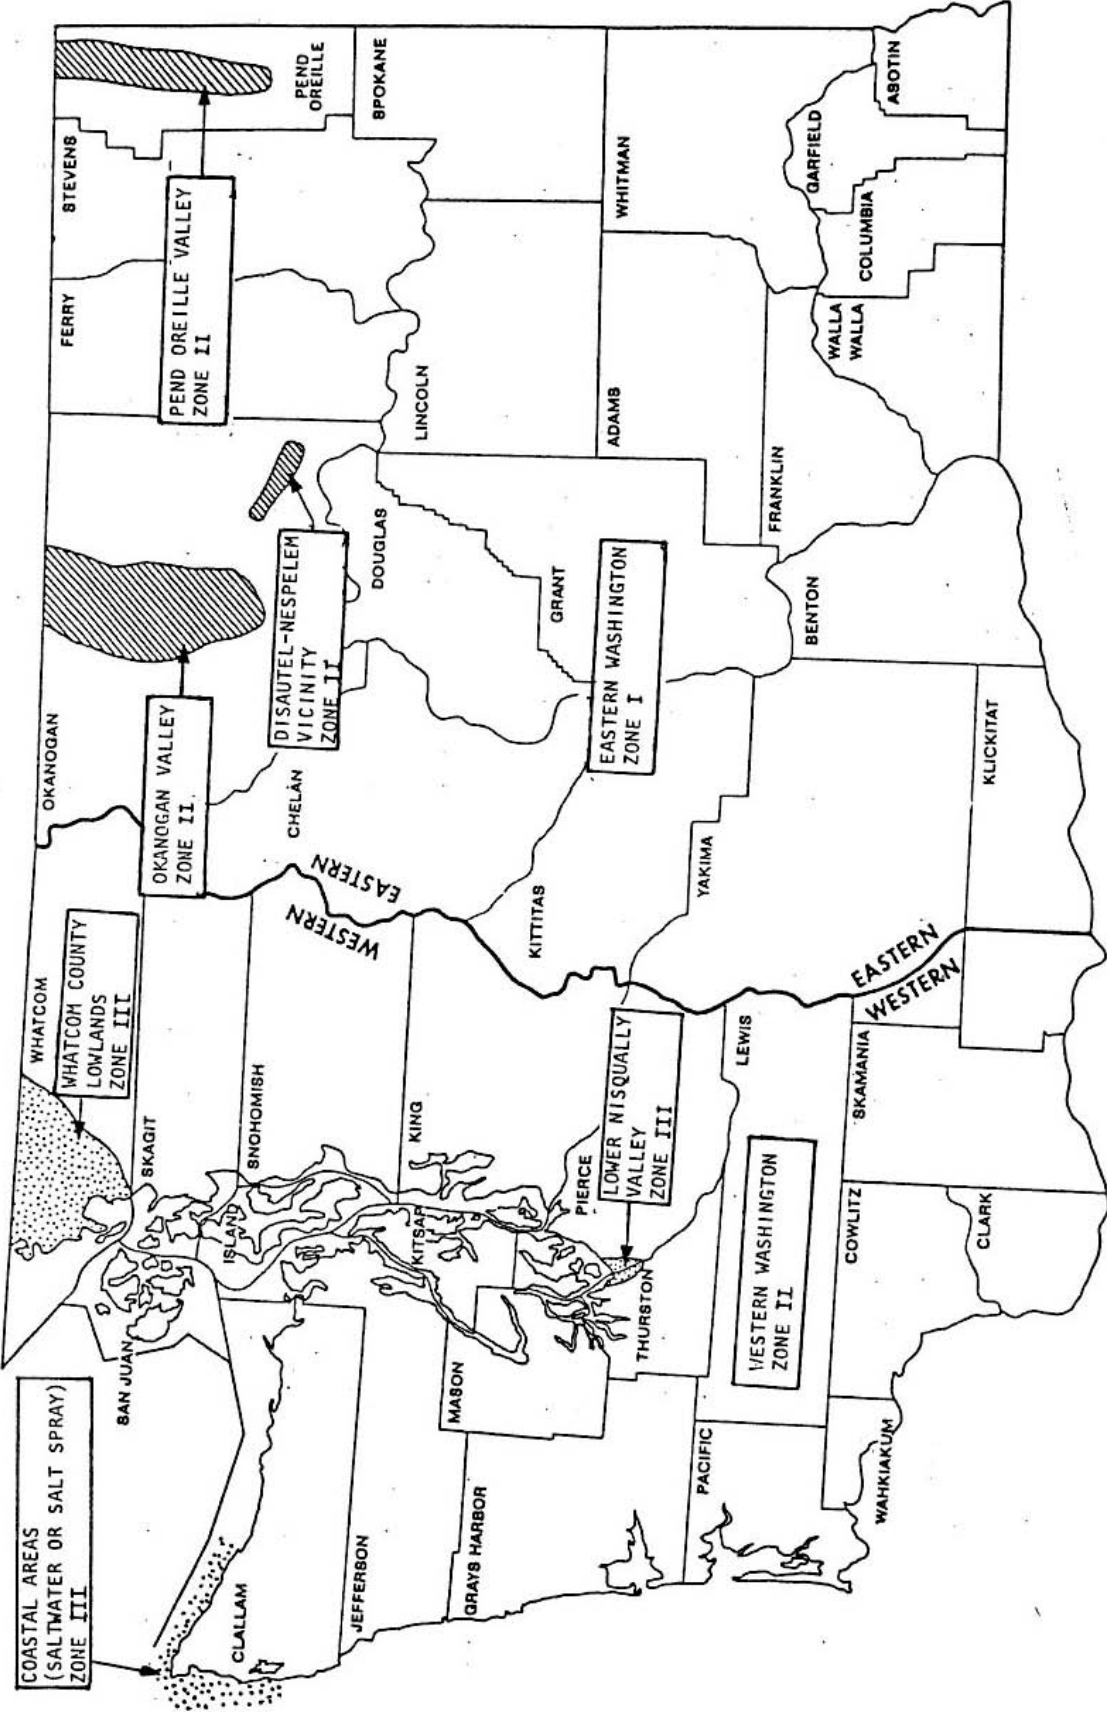 COASTAL AREAS
(SALTWATER OR SALT SPRAY)
ZONE III
WHATCOM COUNTY
LOWLANDS
ZONE III
OKANOGAN VALLEY
ZONE II
DISAUTEL-NESPELEM
VICINITY
ZONE II
PEND OREILLE VALLEY
ZONE II
LOWER NISQUALLY
VALLEY
ZONE III
EASTERN WASHINGTON
ZONE I
WESTERN WASHINGTON
ZONE II
WHATCOM
OKANOGAN
FERRY
STEVENS
PEND
OREILLE
SAN JUAN
SKAGIT
CHELAN
DOUGLAS
LINCOLN
SPOKANE
CLALLAM
ISLAND
SNOHOMISH
EASTERN
WESTERN
JEFFERSON
KITSAP
KING
KITTITAS
GRANT
ADAMS
WHITMAN
GRAYS HARBOR
MASON
PIERCE
THURSTON
YAKIMA
FRANKLIN
BENTON
WALLA
WALLA
COLUMBIA
GARFIELD
ASOTIN
PACIFIC
LEWIS
EASTERN
WESTERN
WAHKIAKUM
COWLITZ
SKAMANIA
CLARK
KLICKITAT